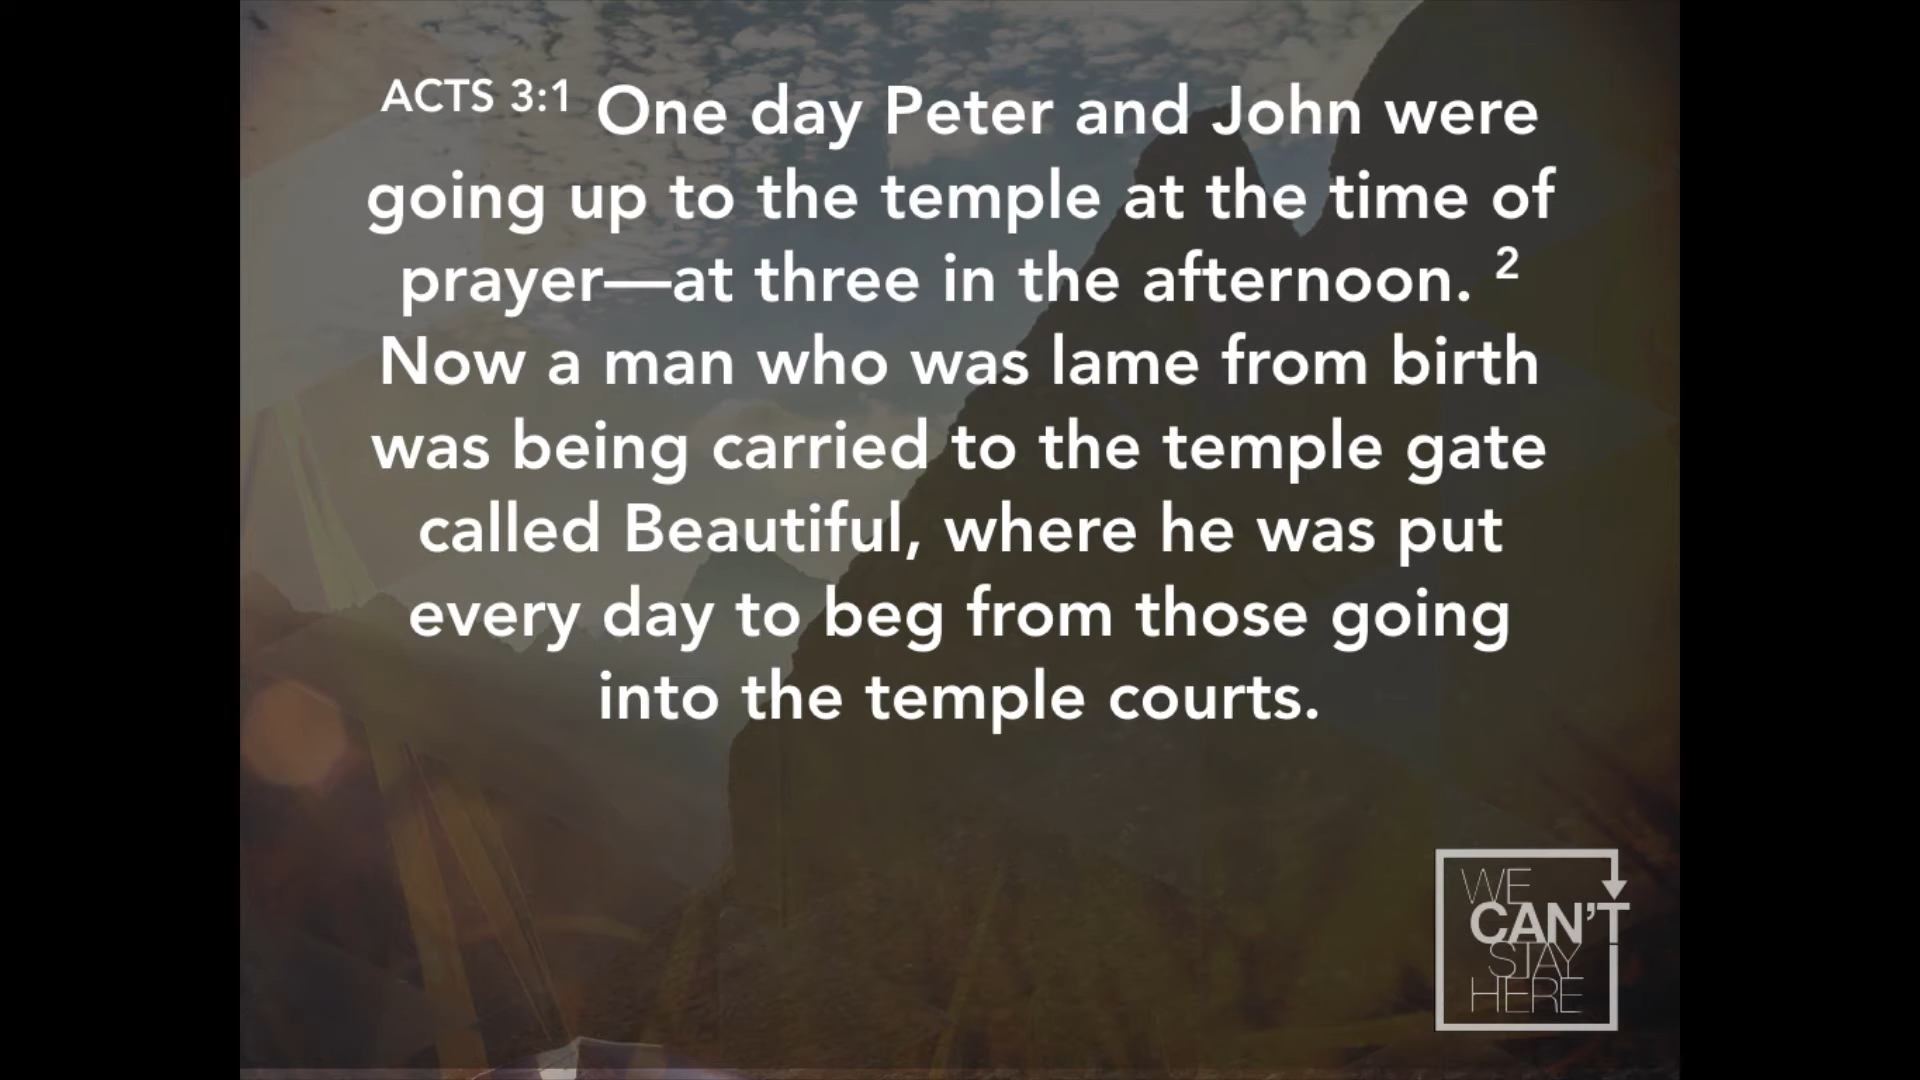 ACTS 3:1 One day Peter and John were
going up to the temple at the time of
prayer—at three in the afternoon. 2
Now a man who was lame from birth
was being carried to the temple gate
called Beautiful, where he was put
every day to beg from those going
into the temple courts.
WE
CAN'T
STAY
HERE